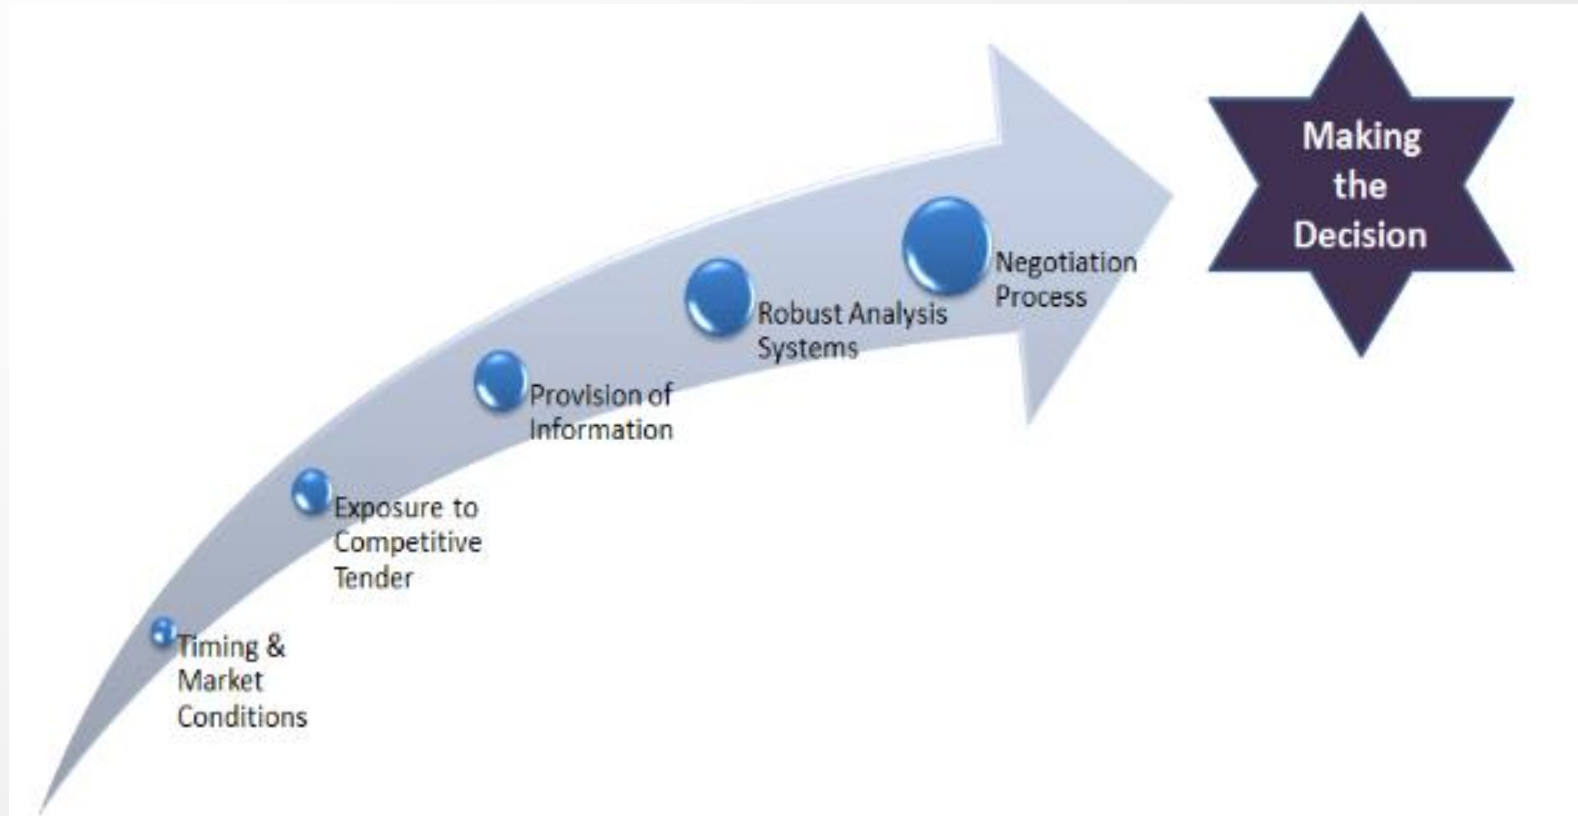 Making
the
Decision
Negotiation
Process
Robust Analysis
Systems
Provision of
Information
Exposure to
Competitive
Tender
Timing &
Market
Conditions